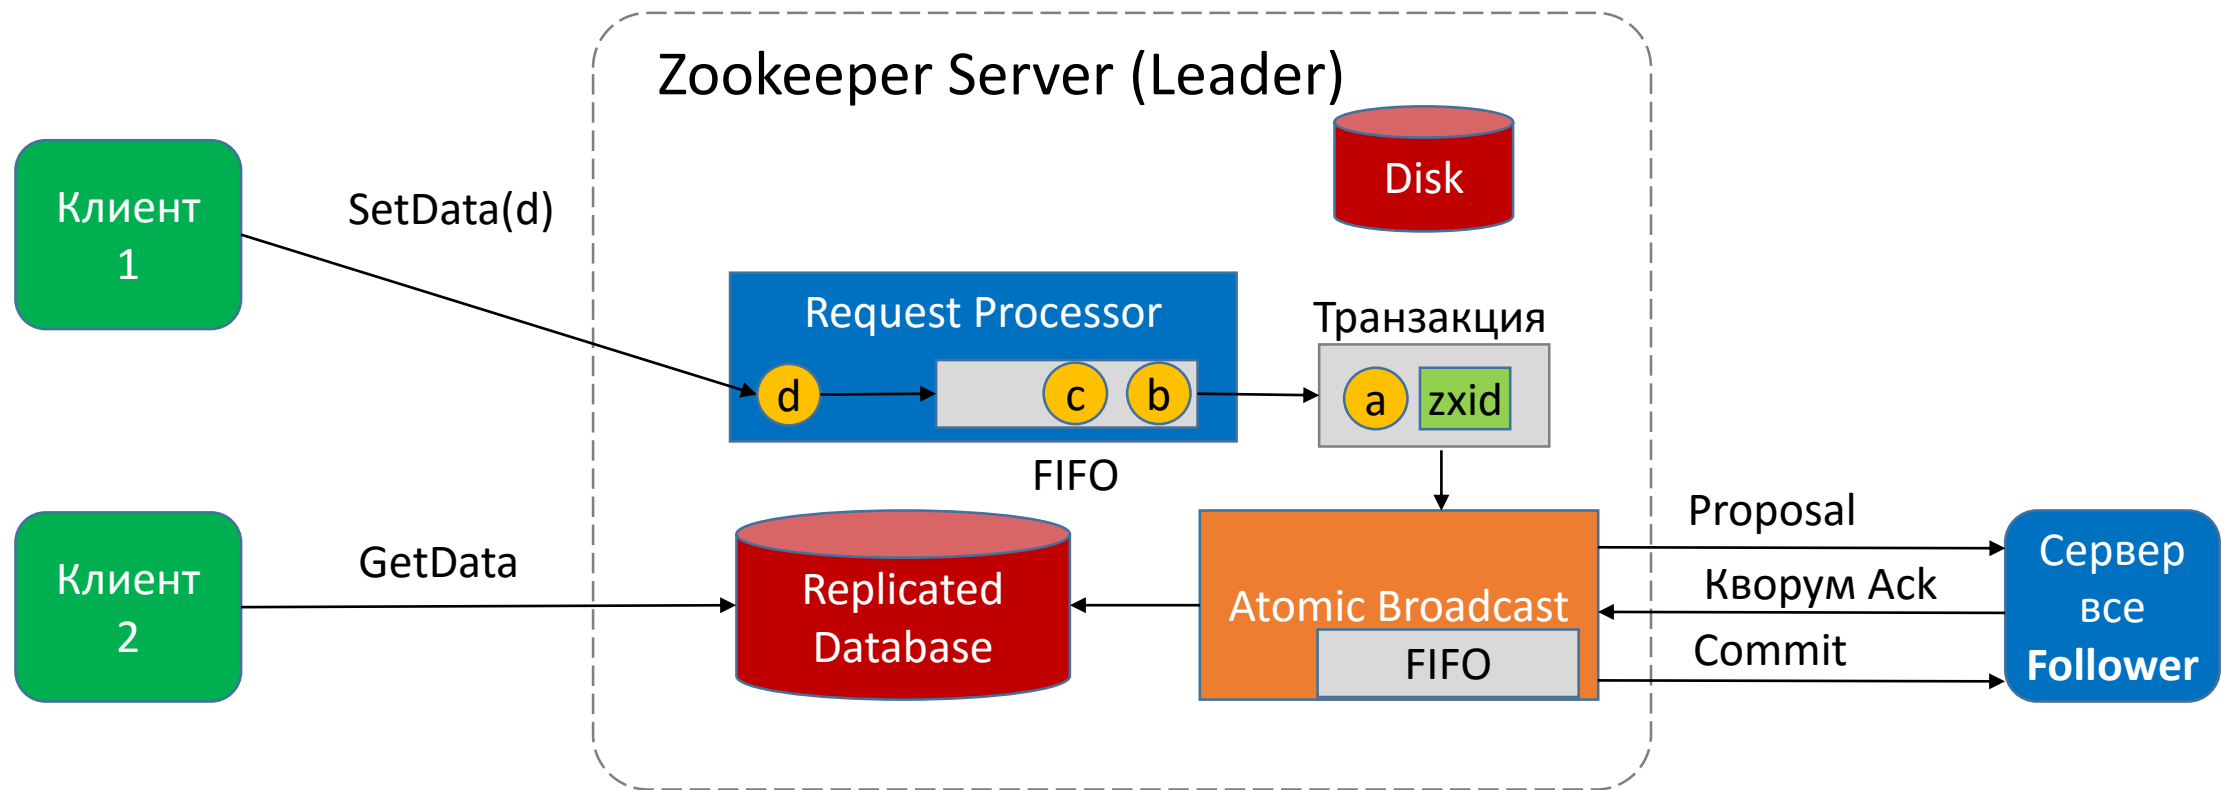 Zookeeper Server (Leader)
Disk
Клиент
1
SetData(d)
Request Processor
d
c
b
FIFO
Транзакция
a
zxid
Клиент
2
GetData
Replicated
Database
Atomic Broadcast
FIFO
Proposal
Кворум Ack
Commit
Сервер
все
Follower